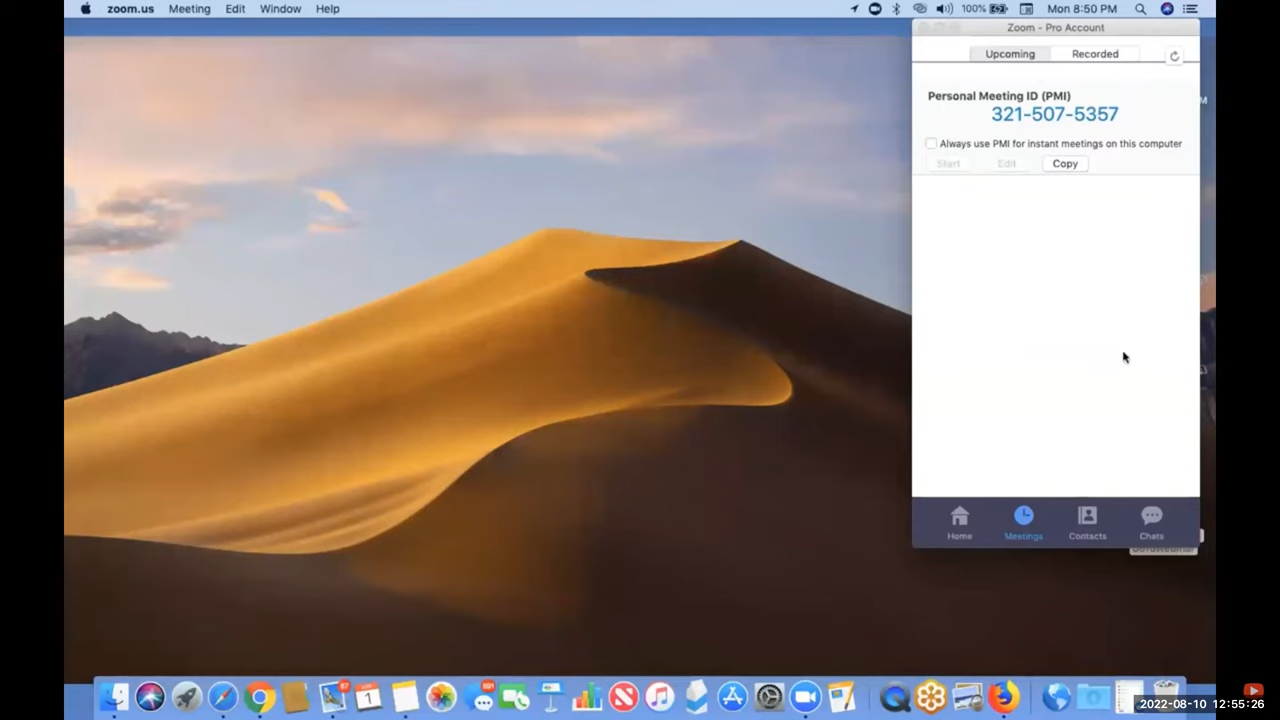 zoom.us Meeting Edit Window Help 100% Mon 8:50 PM
Zoom - Pro Account
Upcoming Recorded
Personal Meeting ID (PMI)
321-507-5357
Always use PMI for instant meetings on this computer
Start Edit Copy
Home Meetings Contacts Chats
GoToWebinar
1
2022-08-10 12:55:26